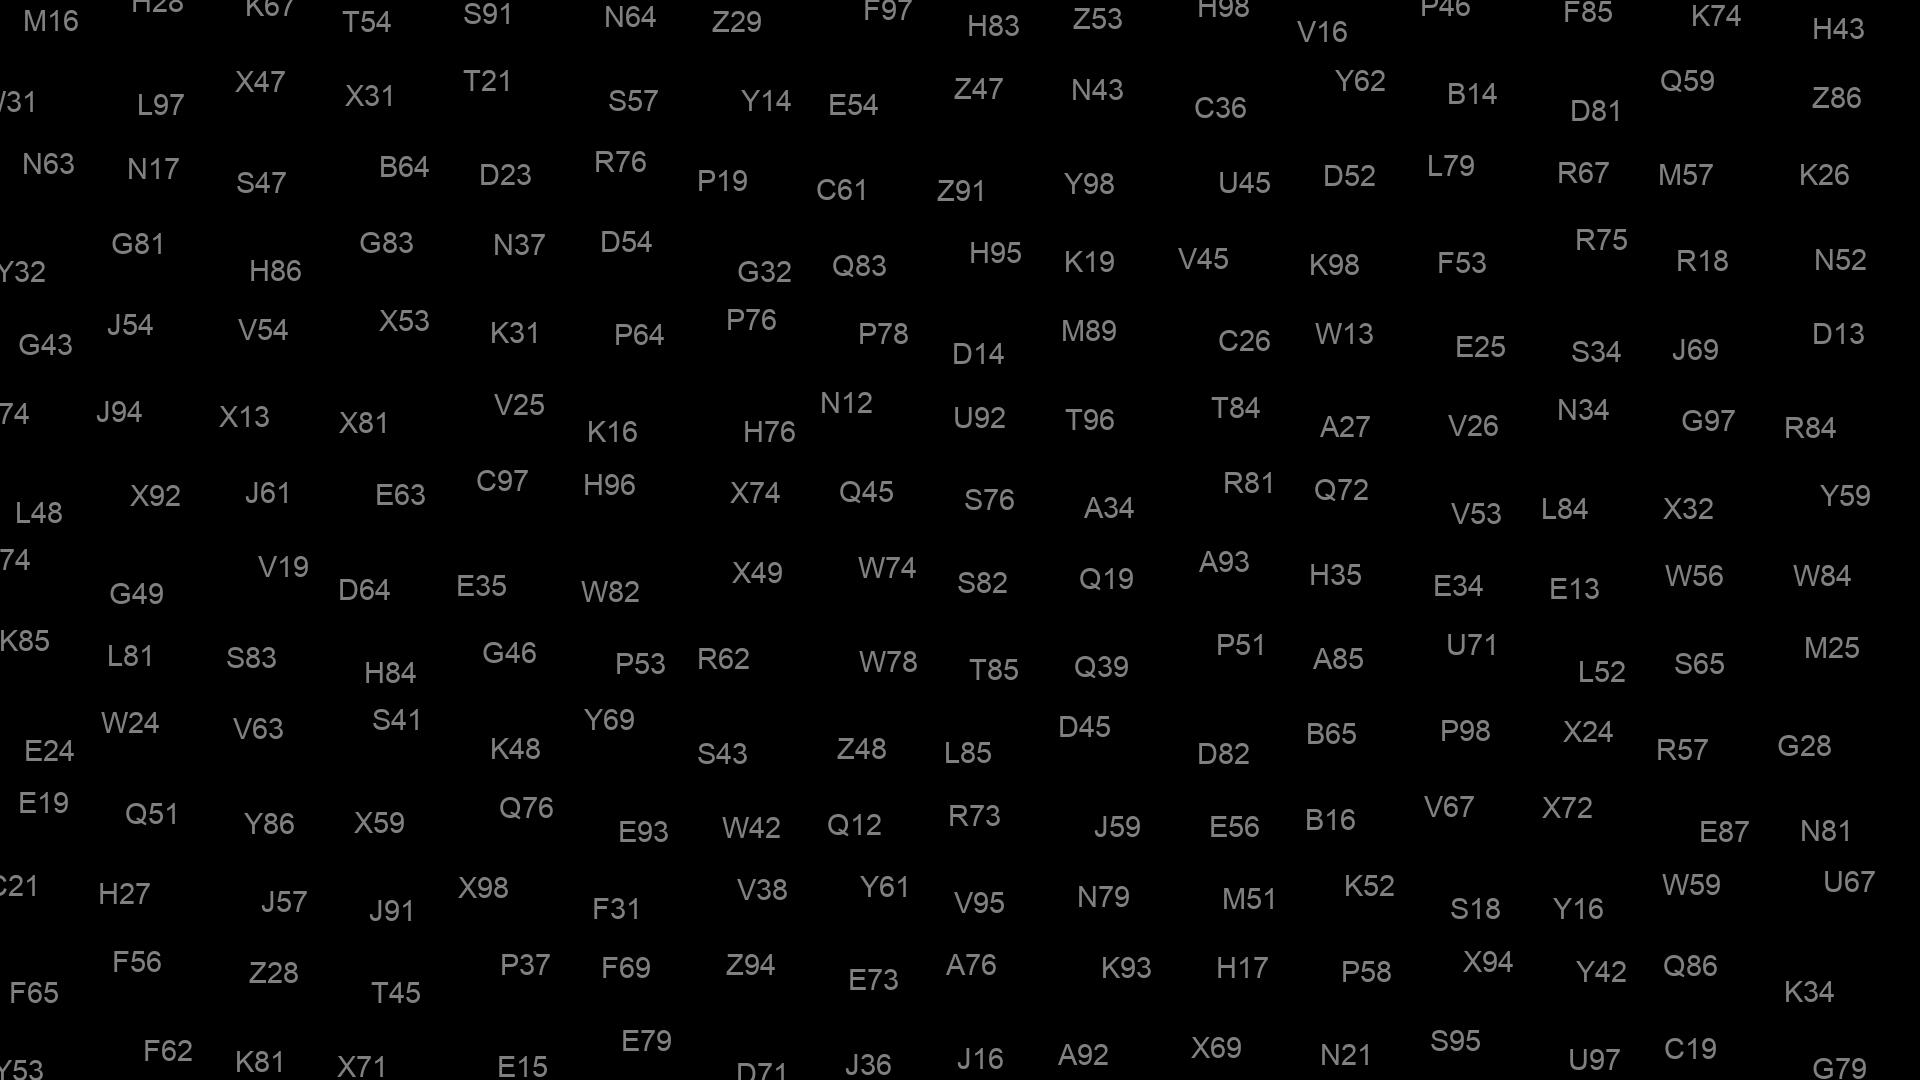 M16 H28 K67 T54 S91 N64 Z29 F97 H83 Z53 H98 V16 P46 F85 K74 H43
L97 X47 X31 T21 S57 Y14 E54 Z47 N43 C36 Y62 B14 D81 Q59 Z86
N63 N17 S47 B64 D23 R76 P19 C61 Z91 Y98 U45 D52 L79 R67 M57 K26
Y32 G81 H86 G83 N37 D54 G32 Q83 H95 K19 V45 K98 F53 R75 R18 N52
G43 J54 V54 X53 K31 P64 P76 P78 D14 M89 C26 W13 E25 S34 J69 D13
74 J94 X13 X81 V25 K16 H76 N12 U92 T96 T84 A27 V26 N34 G97 R84
L48 X92 J61 E63 C97 H96 X74 Q45 S76 A34 R81 Q72 V53 L84 X32 Y59
74 G49 V19 D64 E35 W82 X49 W74 S82 Q19 A93 H35 E34 E13 W56 W84
K85 L81 S83 H84 G46 P53 R62 W78 T85 Q39 P51 A85 U71 L52 S65 M25
E24 W24 V63 S41 K48 Y69 S43 Z48 L85 D45 D82 B65 P98 X24 R57 G28
E19 Q51 Y86 X59 Q76 E93 W42 Q12 R73 J59 E56 B16 V67 X72 E87 N81
C21 H27 J57 J91 X98 F31 V38 Y61 V95 N79 M51 K52 S18 Y16 W59 U67
F65 F56 Z28 T45 P37 F69 Z94 E73 A76 K93 H17 P58 X94 Y42 Q86 K34
Y53 F62 K81 X71 E15 E79 D71 J36 J16 A92 X69 N21 S95 U97 C19 G79